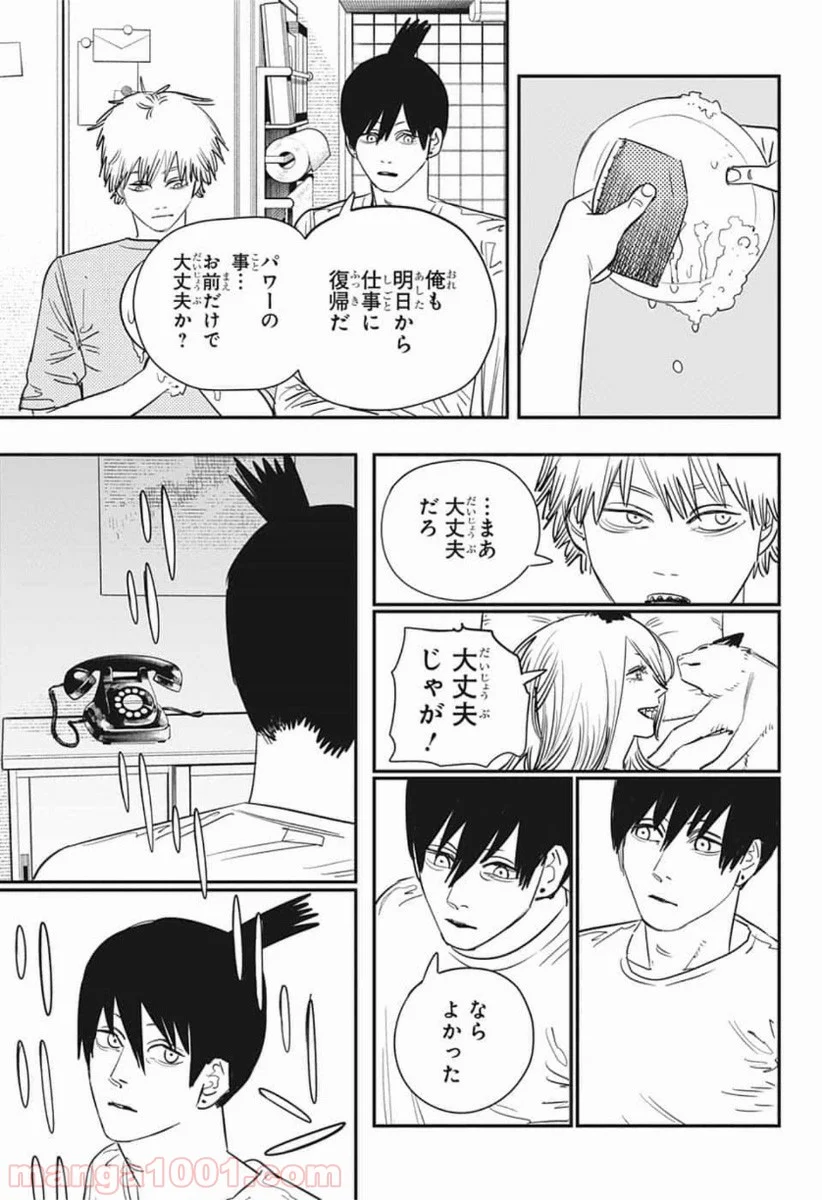 俺も
明日から
仕事に
復帰だ
パワーの
事…
お前だけで
大丈夫か？
…まあ
大丈夫
だろ
大丈夫
じゃが！
なら
よかった
manga1001.com